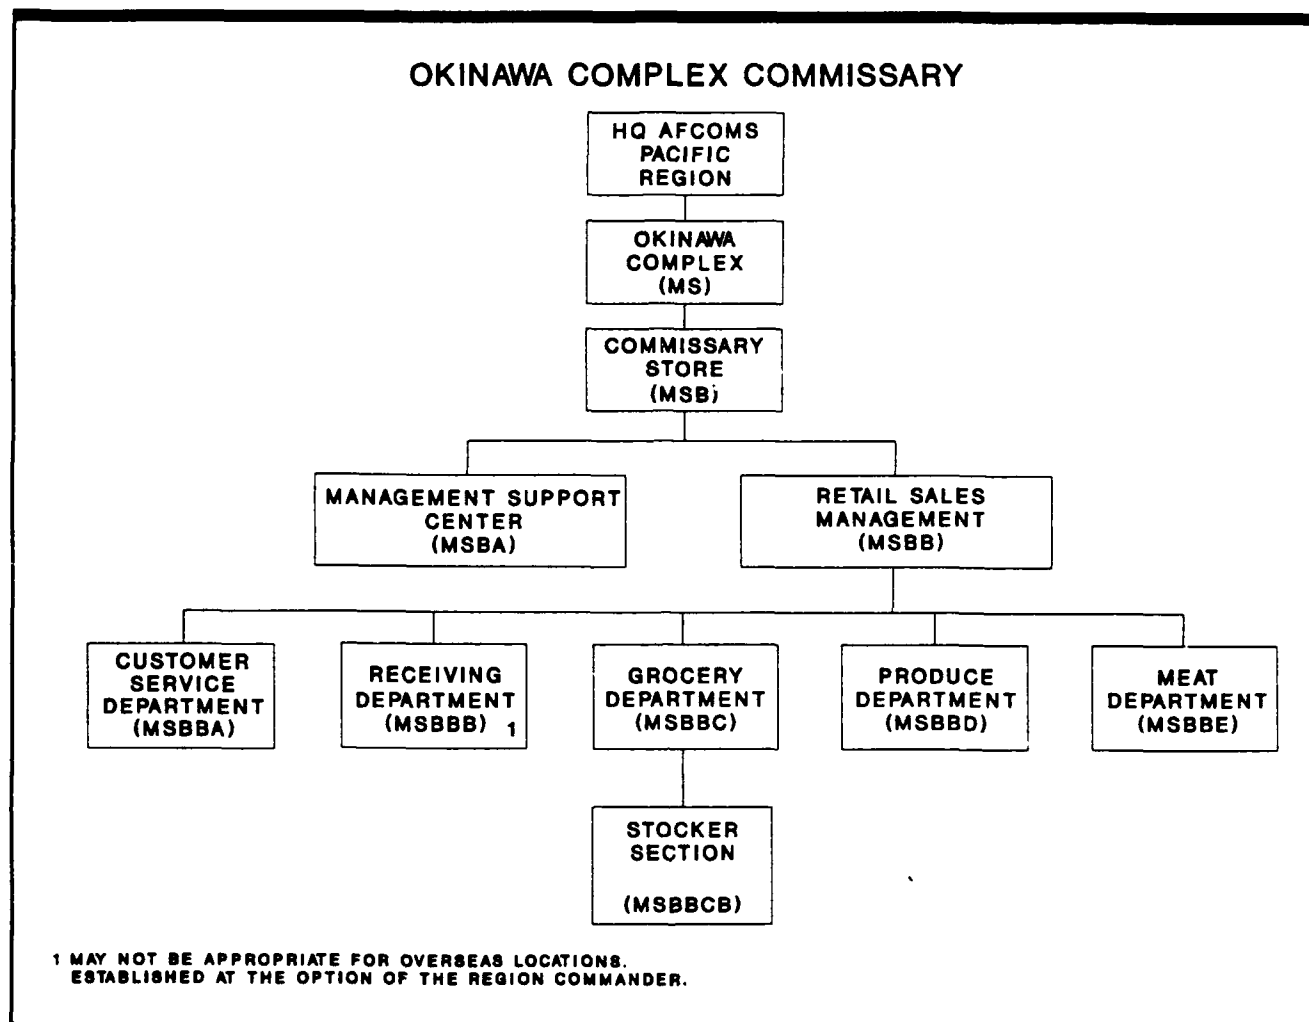 OKINAWA COMPLEX COMMISSARY
HQ AFCOMS
PACIFIC
REGION
OKINAWA
COMPLEX
(MS)
COMMISSARY
STORE
(MSB)
MANAGEMENT SUPPORT
CENTER
(MSBA)
RETAIL SALES
MANAGEMENT
(MSBB)
CUSTOMER
SERVICE
DEPARTMENT
(MSBBA)
RECEIVING
DEPARTMENT
(MSBBB) 1
GROCERY
DEPARTMENT
(MSBBC)
PRODUCE
DEPARTMENT
(MSBBD)
MEAT
DEPARTMENT
(MSBBE)
STOCKER
SECTION
(MSBBCB)
1 MAY NOT BE APPROPRIATE FOR OVERSEAS LOCATIONS.
ESTABLISHED AT THE OPTION OF THE REGION COMMANDER.